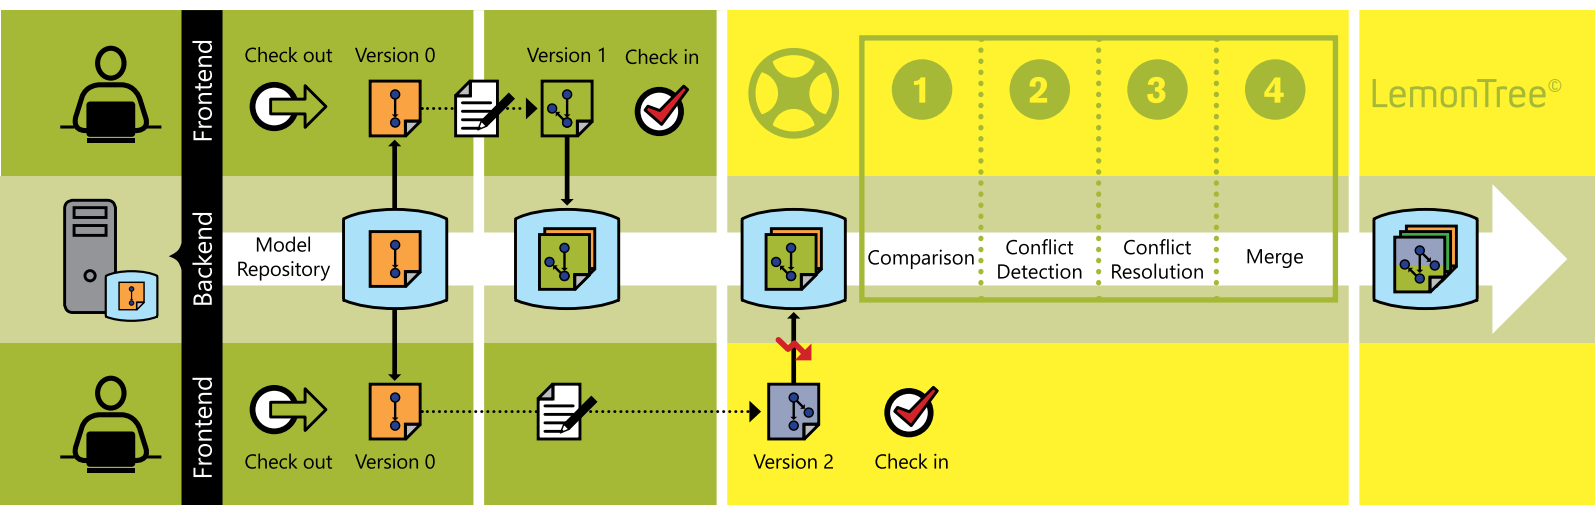 Frontend
Check out
Version 0
Version 1
Check in
1
2
3
4
LemonTree©
Backend
Model
Repository
Comparison
Conflict
Detection
Conflict
Resolution
Merge
Frontend
Check out
Version 0
Version 2
Check in